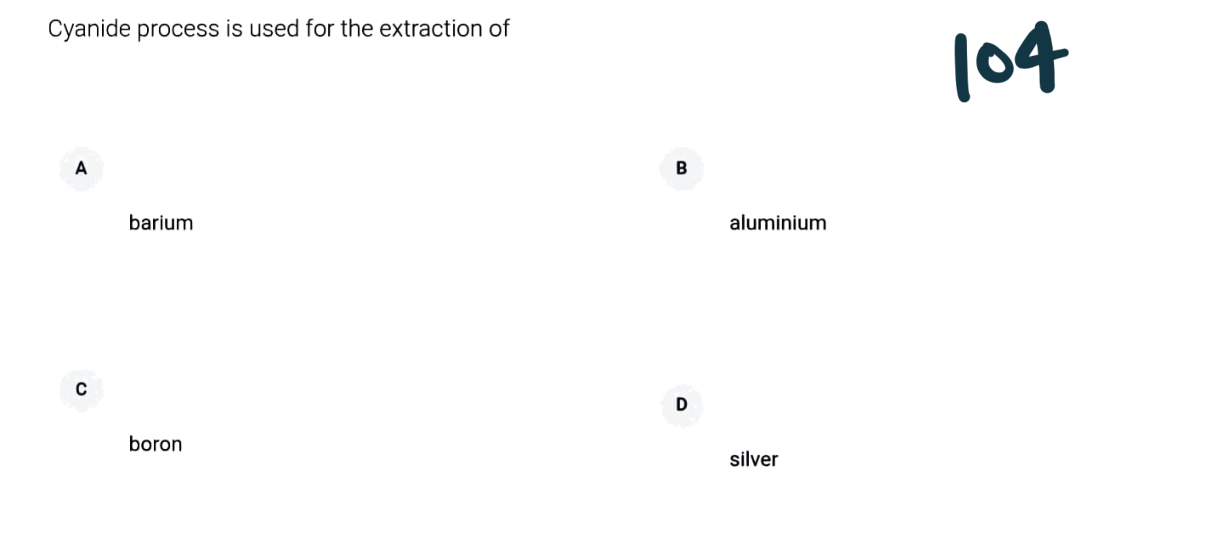 Cyanide process is used for the extraction of
104
A
barium
B
aluminium
C
boron
D
silver